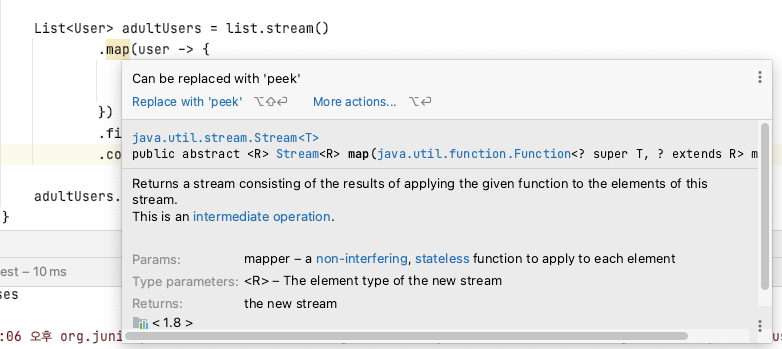 List<User> adultUsers = list.stream()
.map(user -> {
Can be replaced with 'peek'
Replace with 'peek' ⌥⇧⏎ More actions... ⌥⏎
})
.fi
java.util.stream.Stream<T>
.co
public abstract <R> Stream<R> map(java.util.function.Function<? super T, ? extends R> m
Returns a stream consisting of the results of applying the given function to the elements of this
adultUsers.
stream.
}
This is an intermediate operation.
Params: mapper – a non-interfering, stateless function to apply to each element
est – 10 ms
Type parameters: <R> – The element type of the new stream
ses
Returns: the new stream
< 1.8 >
:06 오후 org.juni